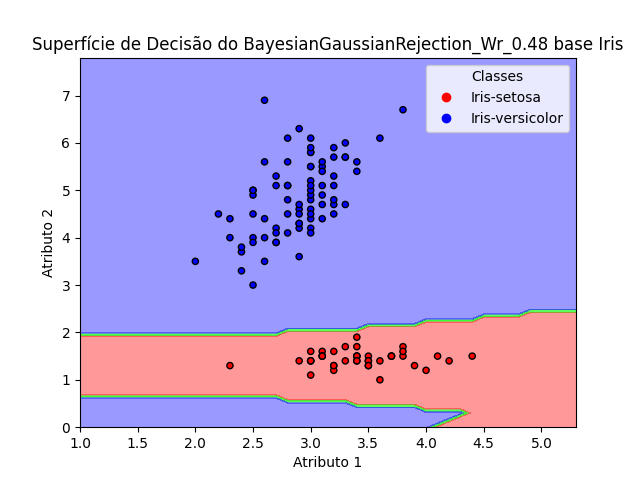 Superfície de Decisão do BayesianGaussianRejection_Wr_0.48 base Iris
Classes
Iris-setosa
Iris-versicolor
7
6
5
4
3
2
1
0
Atributo 2
1.0 1.5 2.0 2.5 3.0 3.5 4.0 4.5 5.0
Atributo 1